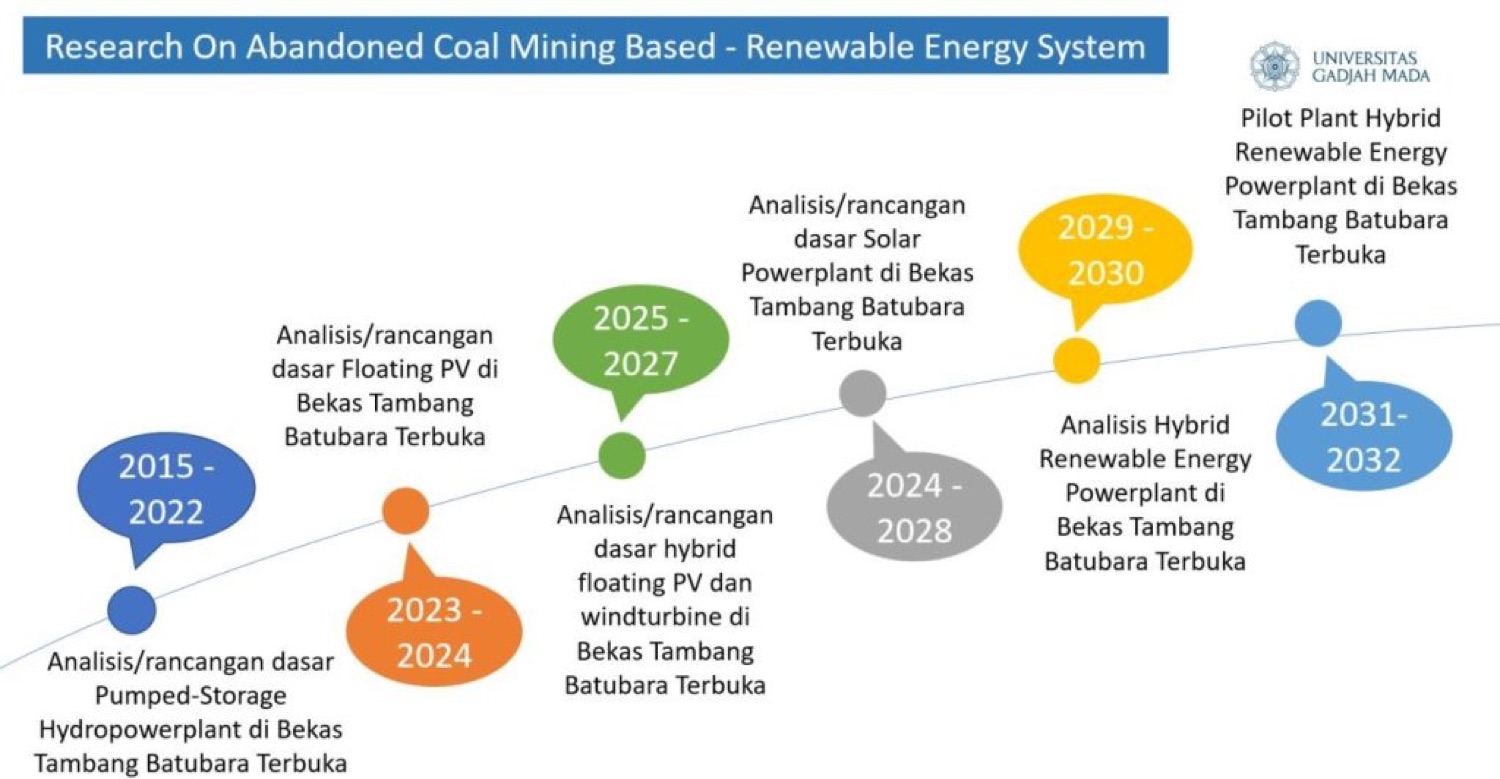 Research On Abandoned Coal Mining Based - Renewable Energy System
UNIVERSITAS
GADJAH MADA
2015 -
2022
Analisis/rancangan dasar
Pumped-Storage
Hydropowerplant di Bekas
Tambang Batubara Terbuka
Analisis/rancangan
dasar Floating PV di
Bekas Tambang
Batubara Terbuka
2023 -
2024
2025 -
2027
Analisis/rancangan
dasar hybrid
floating PV dan
windturbine di
Bekas Tambang
Batubara Terbuka
Analisis/rancangan
dasar Solar
Powerplant di Bekas
Tambang Batubara
Terbuka
2024 -
2028
2029 -
2030
Analisis Hybrid
Renewable Energy
Powerplant di
Bekas Tambang
Batubara Terbuka
Pilot Plant Hybrid
Renewable Energy
Powerplant di Bekas
Tambang Batubara
Terbuka
2031-
2032